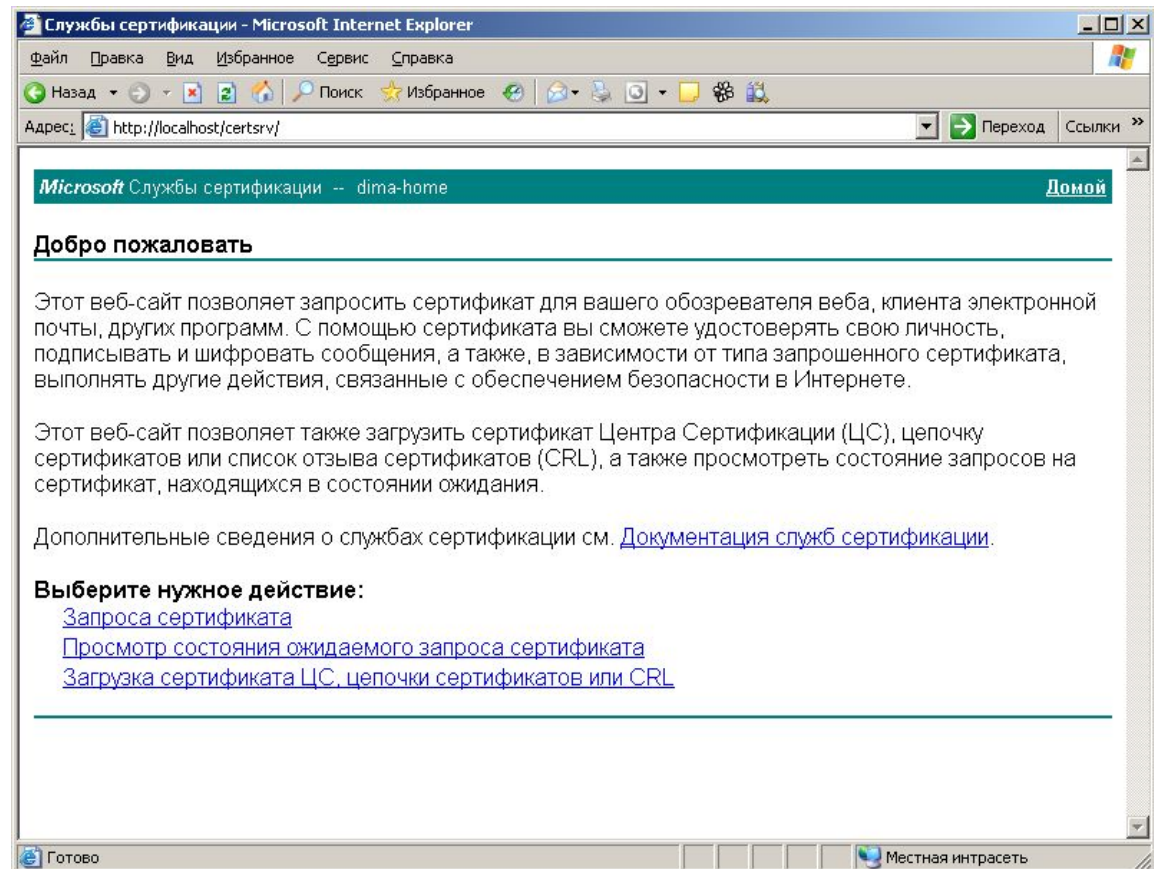 Службы сертификации - Microsoft Internet Explorer
Файл Правка Вид Избранное Сервис Справка
Назад Поиск Избранное
Адрес: http://localhost/certsrv/ Переход Ссылки »
Microsoft Службы сертификации -- dima-home Домой
Добро пожаловать
Этот веб-сайт позволяет запросить сертификат для вашего обозревателя веба, клиента электронной
почты, других программ. С помощью сертификата вы сможете удостоверять свою личность,
подписывать и шифровать сообщения, а также, в зависимости от типа запрошенного сертификата,
выполнять другие действия, связанные с обеспечением безопасности в Интернете.
Этот веб-сайт позволяет также загрузить сертификат Центра Сертификации (ЦС), цепочку
сертификатов или список отзыва сертификатов (CRL), а также просмотреть состояние запросов на
сертификат, находящихся в состоянии ожидания.
Дополнительные сведения о службах сертификации см. Документация служб сертификации.
Выберите нужное действие:
Запроса сертификата
Просмотр состояния ожидаемого запроса сертификата
Загрузка сертификата ЦС, цепочки сертификатов или CRL
Готово Местная интрасеть